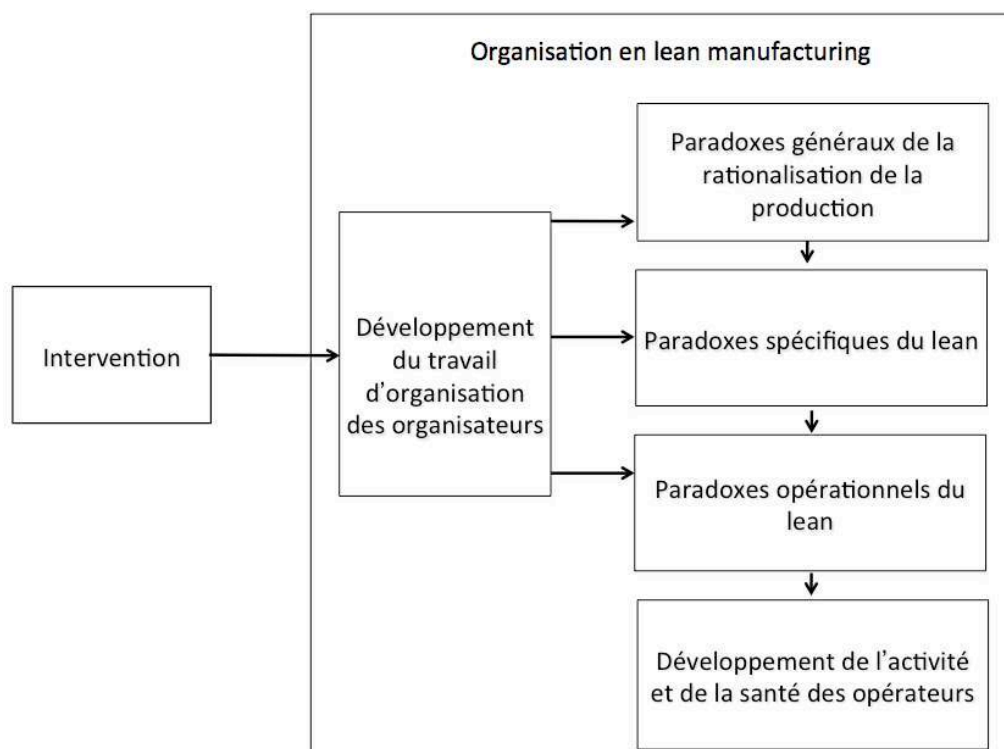 Organisation en lean manufacturing
Paradoxes généraux de la
rationalisation de la
production
Intervention
Développement
du travail
d’organisation
des organisateurs
Paradoxes spécifiques du lean
Paradoxes opérationnels du
lean
Développement de l’activité
et de la santé des opérateurs